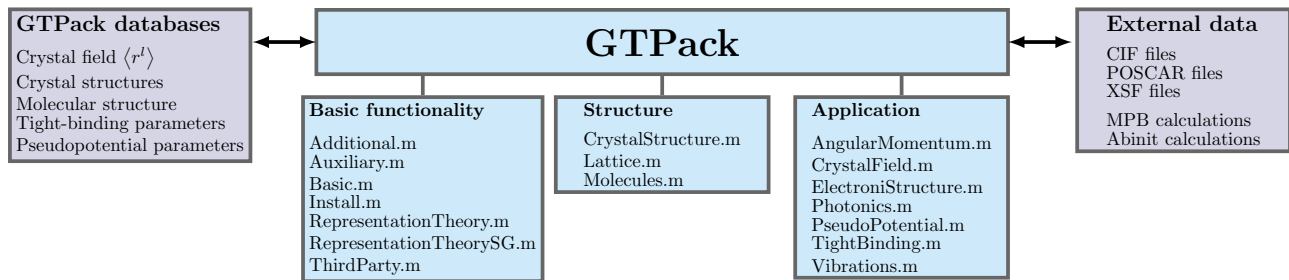 GTPack databases
Crystal field ⟨r^l⟩
Crystal structures
Molecular structure
Tight-binding parameters
Pseudopotential parameters
GTPack
Basic functionality
Additional.m
Auxiliary.m
Basic.m
Install.m
RepresentationTheory.m
RepresentationTheorySG.m
ThirdParty.m
Structure
CrystalStructure.m
Lattice.m
Molecules.m
Application
AngularMomentum.m
CrystalField.m
ElectroniStructure.m
Photonics.m
PseudoPotential.m
TightBinding.m
Vibrations.m
External data
CIF files
POSCAR files
XSF files
MPB calculations
Abinit calculations